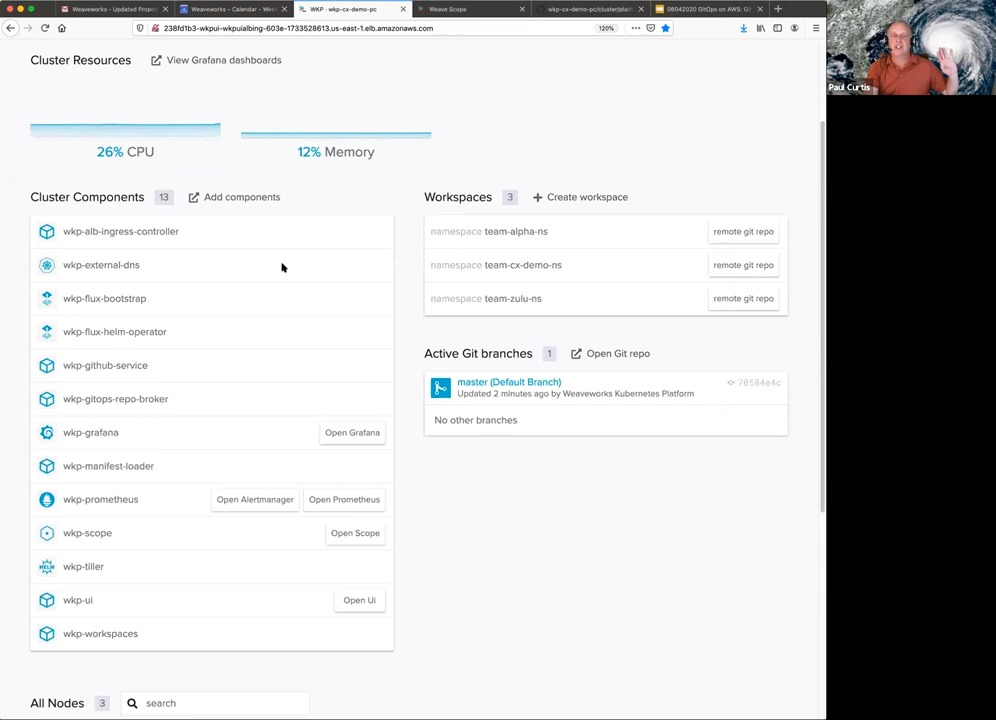 Weaveworks - Updated Propos
Weaveworks - Calendar - Wee
WKP - wkp-cx-demo-pc
Weave Scope
wkp-cx-demo-pc/cluster/platf
08042020 GitOps on AWS: Gi
238fd1b3-wkpui-wkpuialbing-603e-1733528613.us-east-1.elb.amazonaws.com
120%
Paul Curtis
Cluster Resources
View Grafana dashboards
26% CPU
12% Memory
Cluster Components 13 Add components
wkp-alb-ingress-controller
wkp-external-dns
wkp-flux-bootstrap
wkp-flux-helm-operator
wkp-github-service
wkp-gitops-repo-broker
wkp-grafana Open Grafana
wkp-manifest-loader
wkp-prometheus Open Alertmanager Open Prometheus
wkp-scope Open Scope
HELM wkp-tiller
wkp-ui Open Ui
wkp-workspaces
Workspaces 3 + Create workspace
namespace team-alpha-ns remote git repo
namespace team-cx-demo-ns remote git repo
namespace team-zulu-ns remote git repo
Active Git branches 1 Open Git repo
master (Default Branch) 70584e4c
Updated 2 minutes ago by Weaveworks Kubernetes Platform
No other branches
All Nodes 3 search